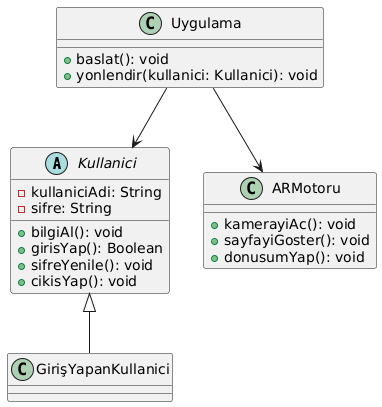 C Uygulama
baslat(): void
yonlendir(kullanici: Kullanici): void
A Kullanici
kullaniciAdi: String
sifre: String
bilgiAl(): void
girisYap(): Boolean
sifreYenile(): void
cikisYap(): void
C ARMotoru
kamerayiAc(): void
sayfayiGoster(): void
donusumYap(): void
C GirişYapanKullanici